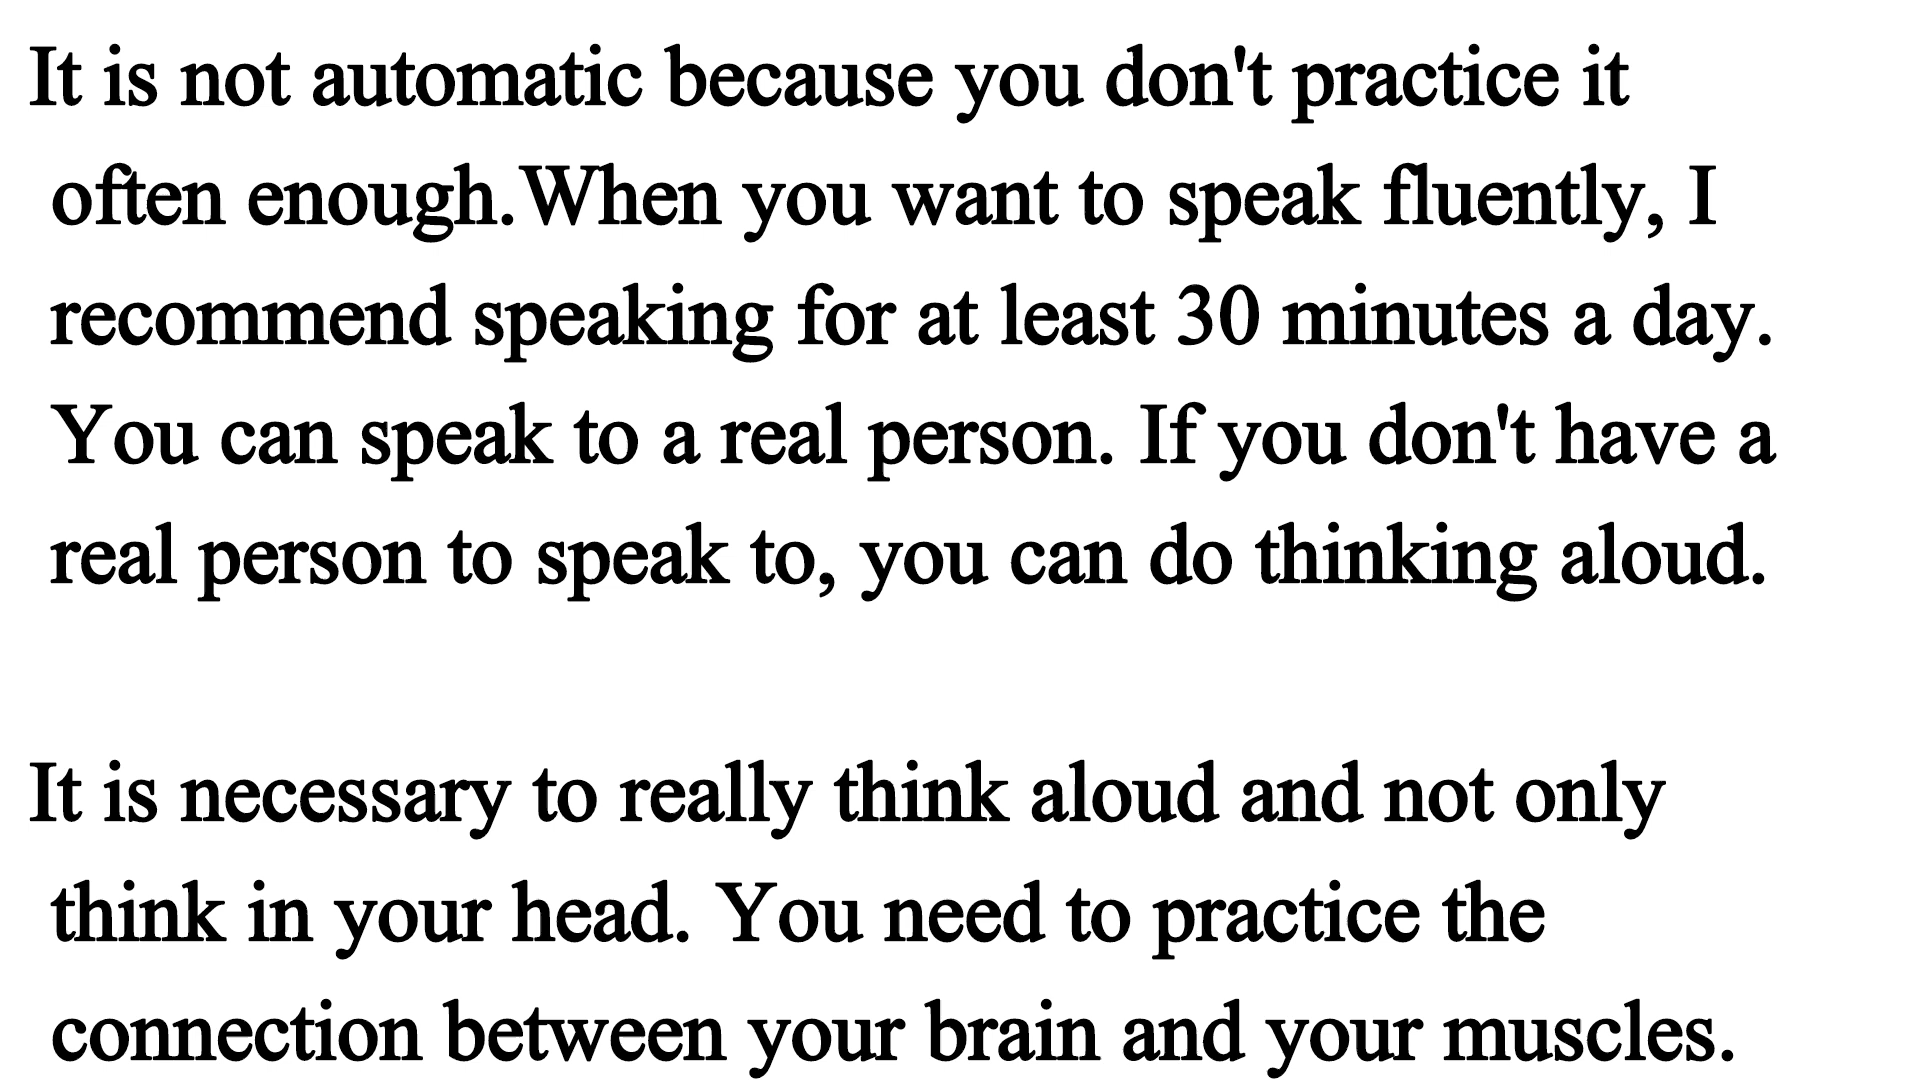 It is not automatic because you don't practice it
often enough.When you want to speak fluently, I
recommend speaking for at least 30 minutes a day.
You can speak to a real person. If you don't have a
real person to speak to, you can do thinking aloud.
It is necessary to really think aloud and not only
think in your head. You need to practice the
connection between your brain and your muscles.